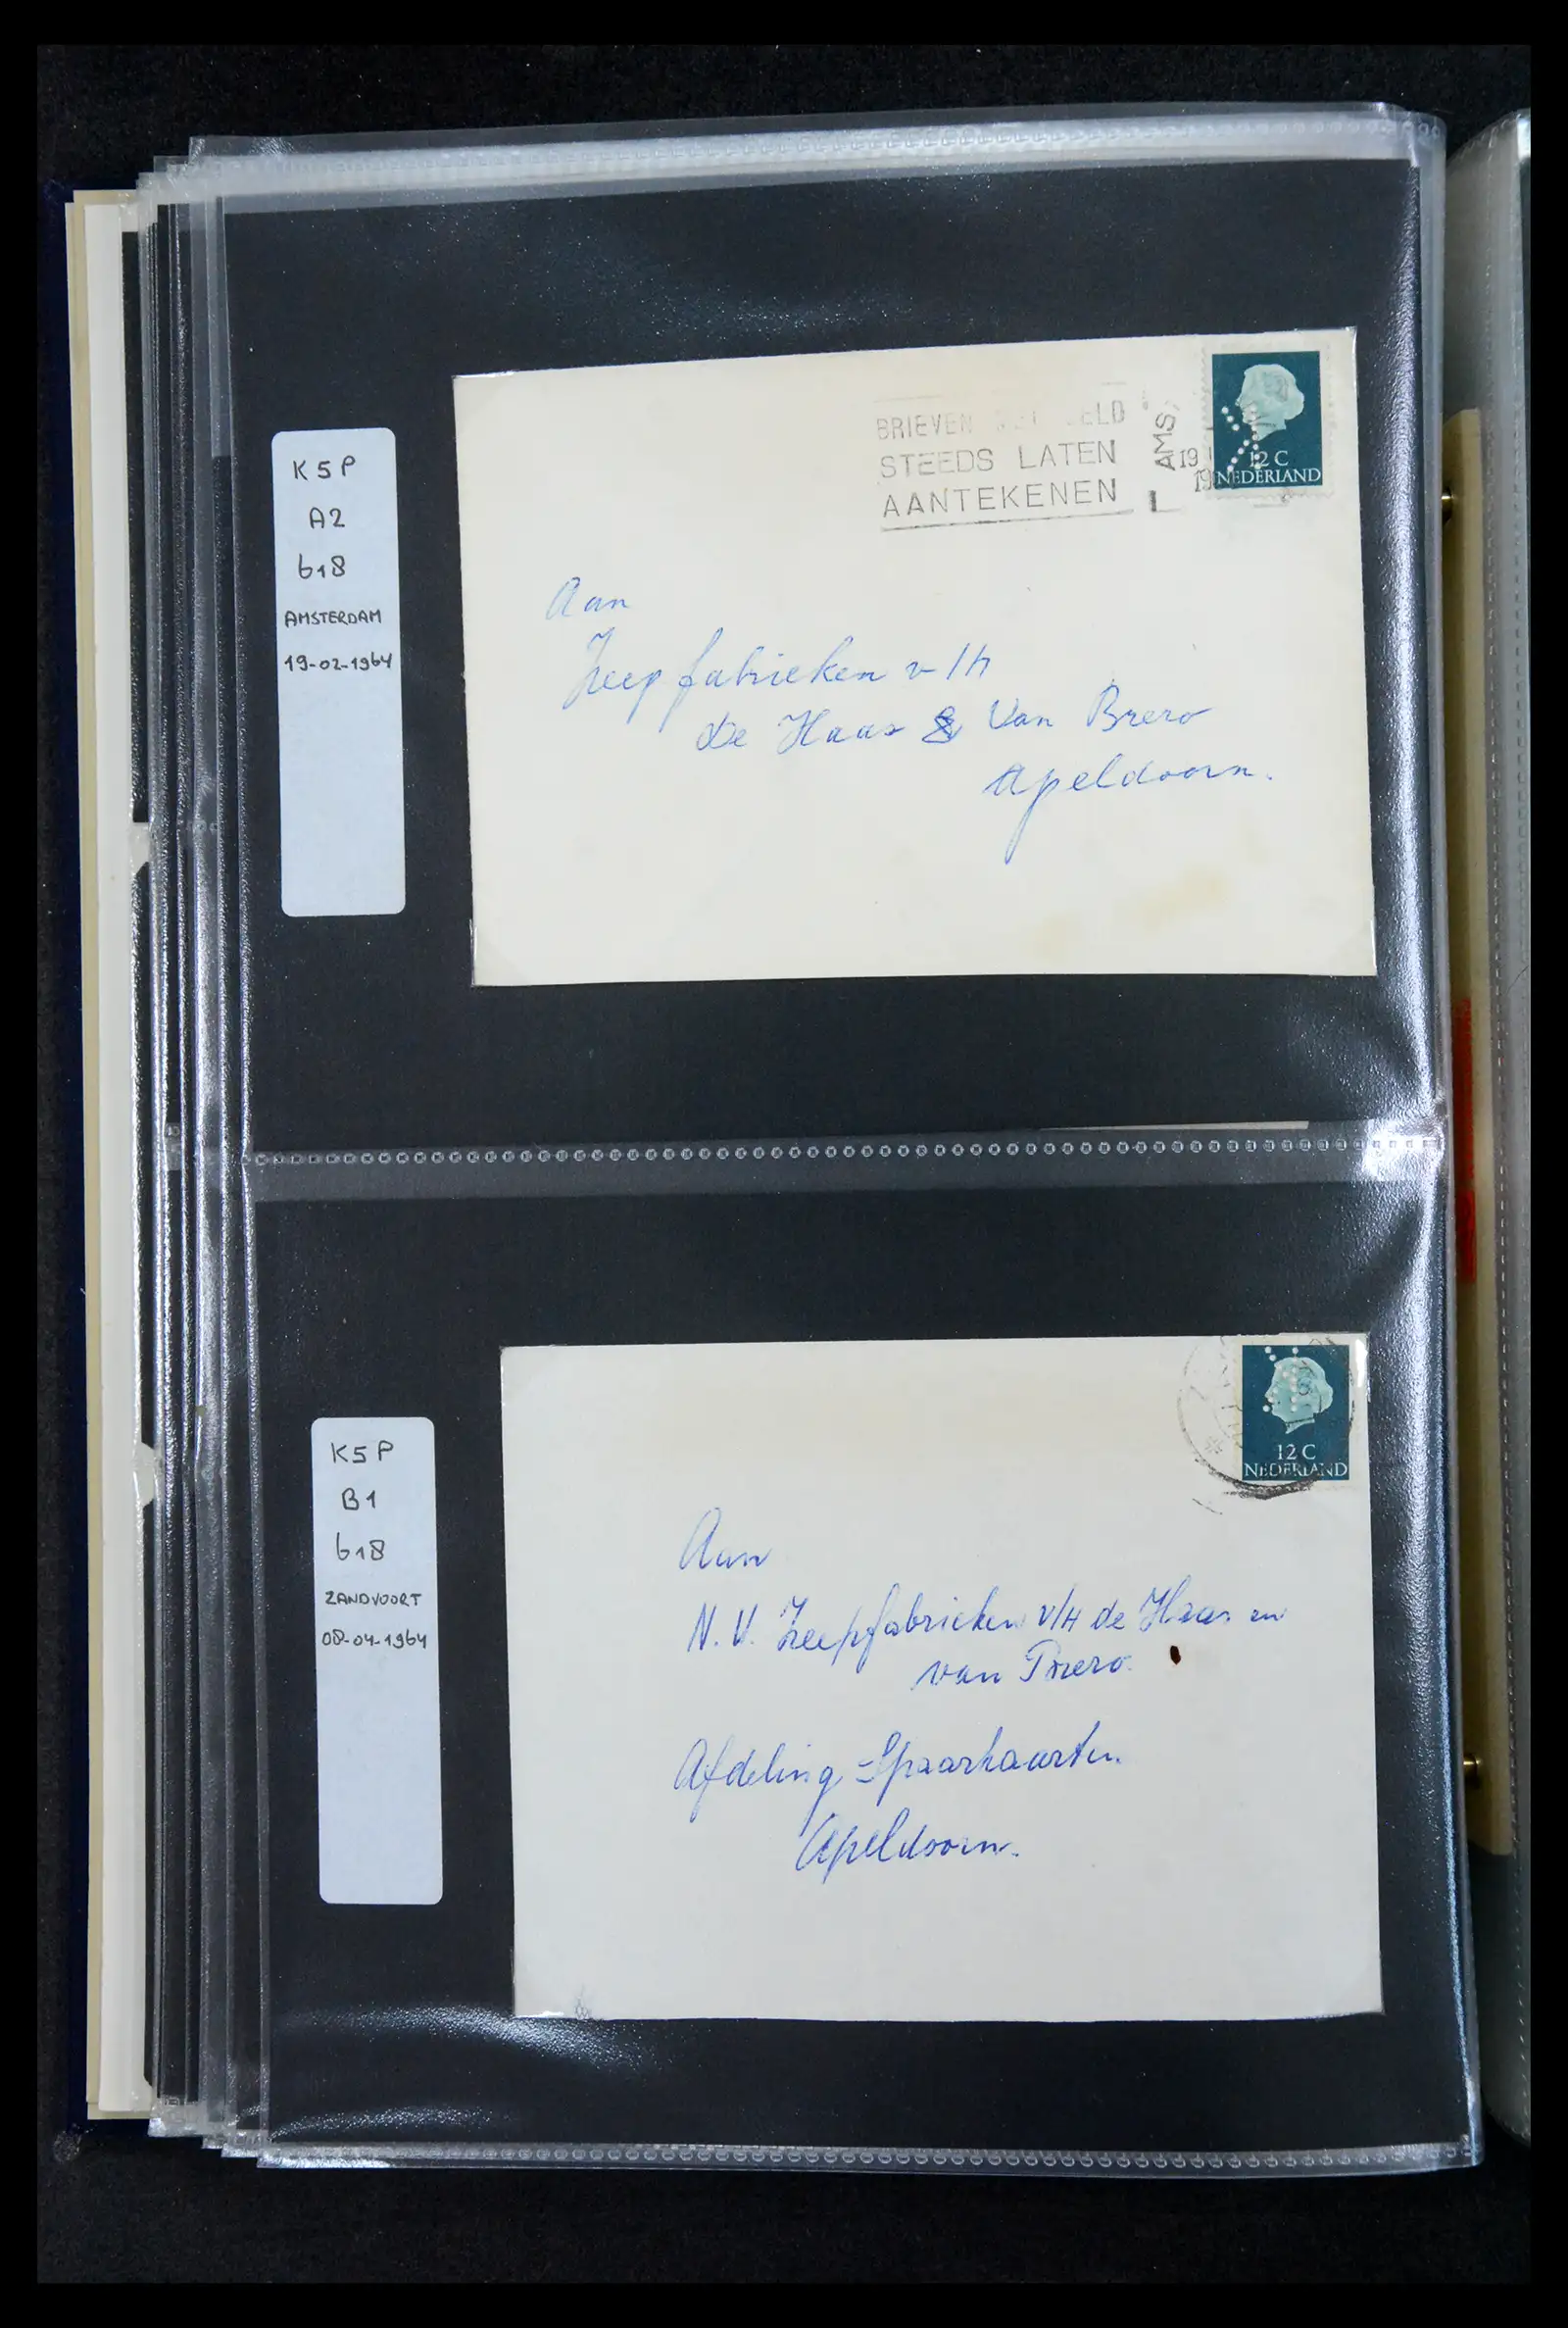 K5P
A2
618
AMSTERDAM
19-02-1964
BRIEVEN
STEEDS LATEN
AANTEKENEN
AMS
19
19
12 C
NEDERLAND
Aan
Zeepfabrieken v/h
De Haas & Van Brero
Apeldoorn.
K5P
B1
618
ZANDVOORT
08-04-1964
12 C
NEDERLAND
Aan
N.V. Zeepfabrieken v/H de Haas en
van Brero.
Afdeling Spaarkaarten.
Apeldoorn.